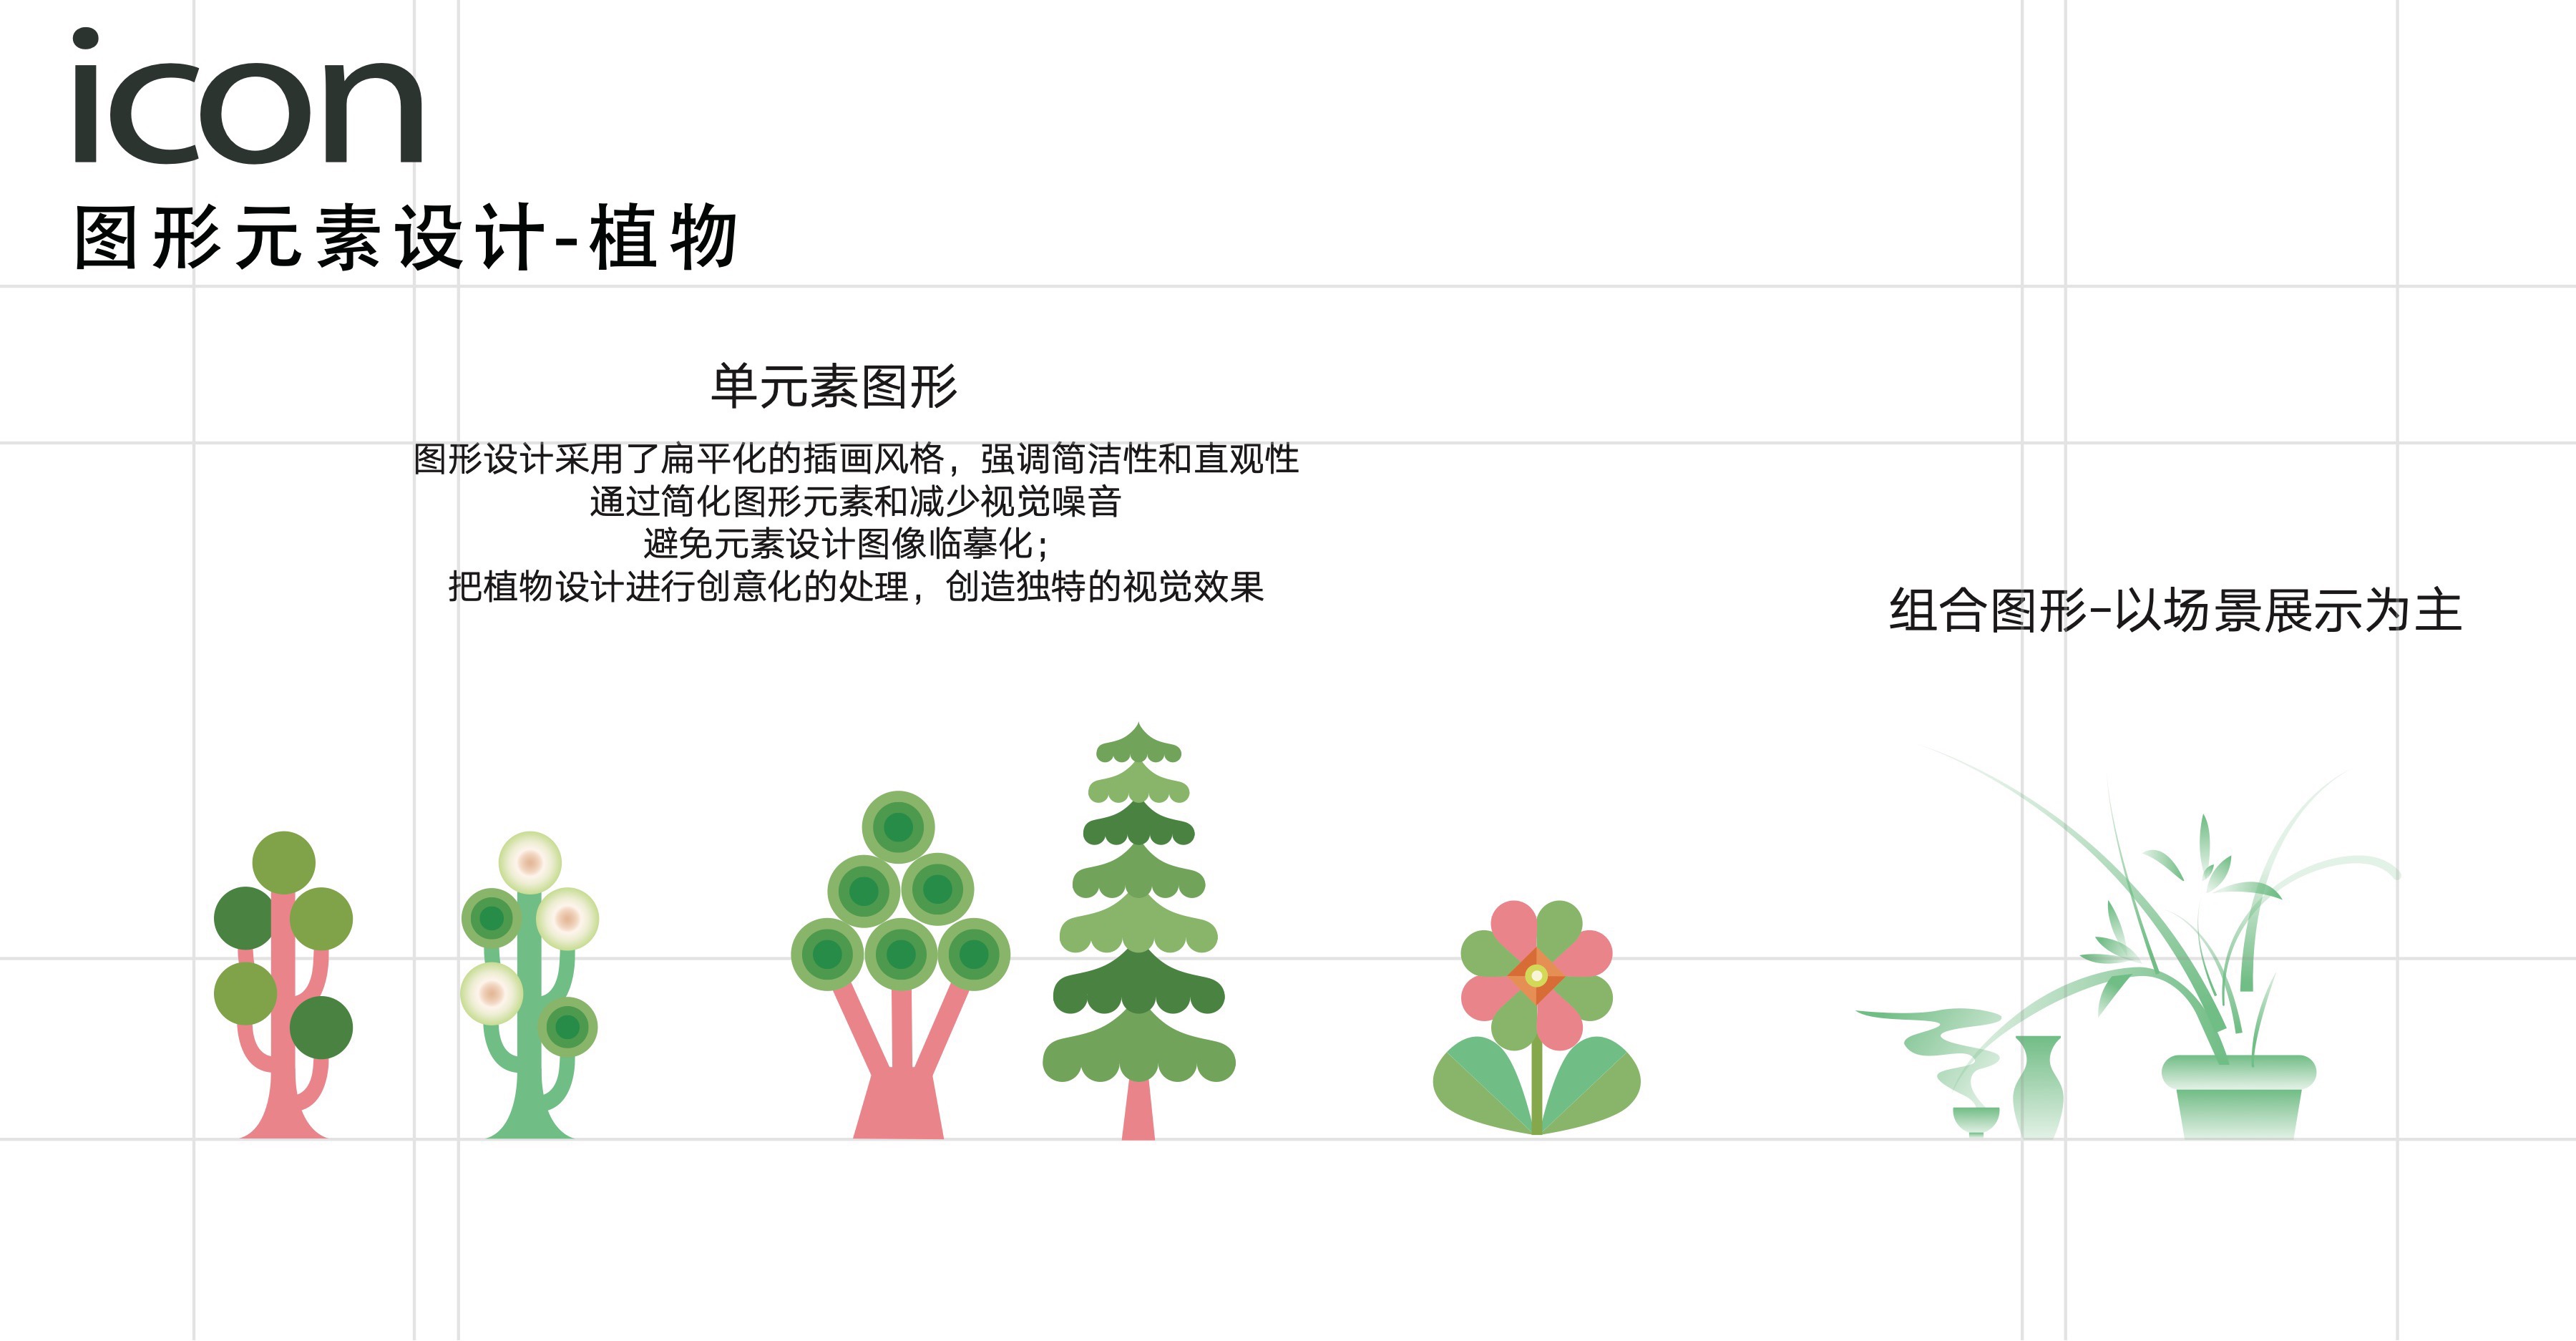 icon
图形元素设计-植物
单元素图形
图形设计采用了扁平化的插画风格，强调简洁性和直观性
通过简化图形元素和减少视觉噪音
避免元素设计图像临摹化；
把植物设计进行创意化的处理，创造独特的视觉效果
组合图形-以场景展示为主